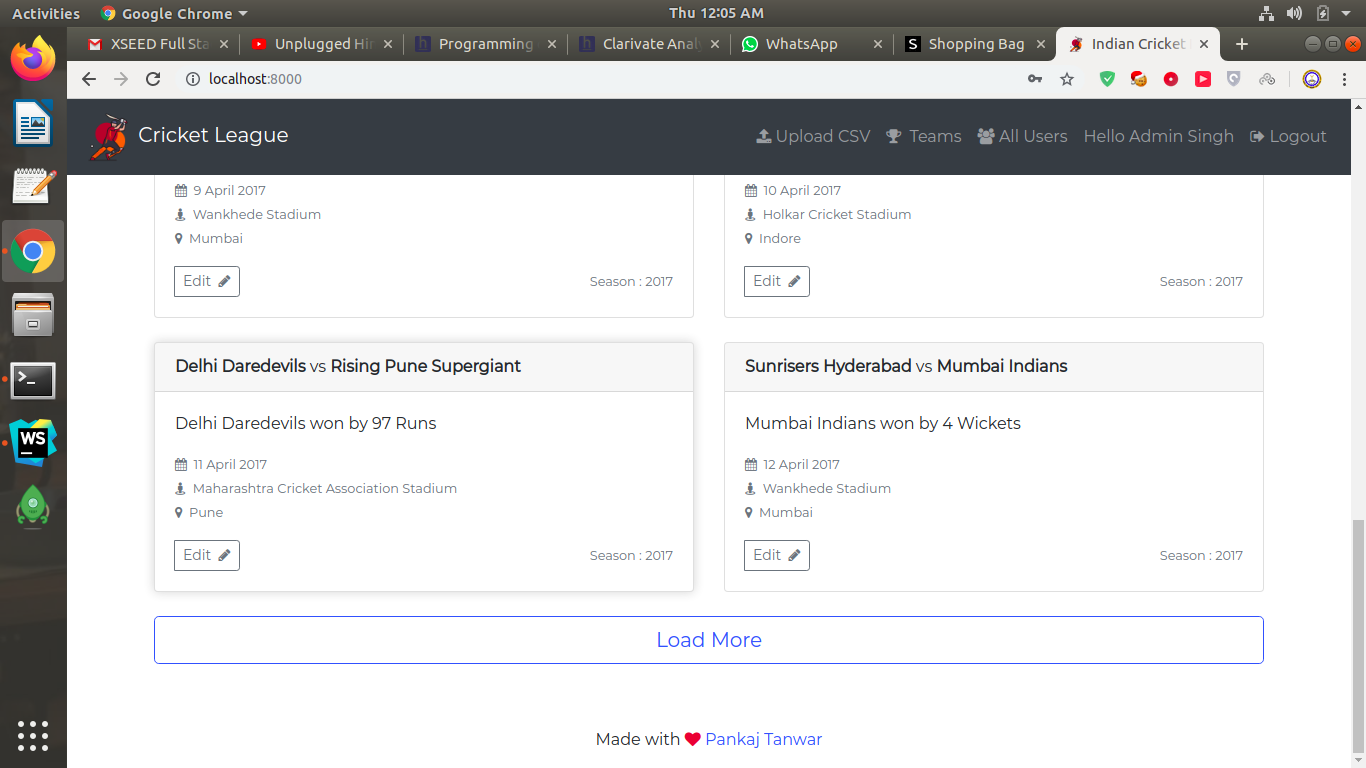 Activities Google Chrome Thu 12:05 AM
XSEED Full Sta Unplugged Hin Programming Clarivate Anal WhatsApp Shopping Bag Indian Cricket
localhost:8000
Cricket League Upload CSV Teams All Users Hello Admin Singh Logout
9 April 2017
Wankhede Stadium
Mumbai
Edit Season : 2017
10 April 2017
Holkar Cricket Stadium
Indore
Edit Season : 2017
Delhi Daredevils vs Rising Pune Supergiant
Delhi Daredevils won by 97 Runs
11 April 2017
Maharashtra Cricket Association Stadium
Pune
Edit Season : 2017
Sunrisers Hyderabad vs Mumbai Indians
Mumbai Indians won by 4 Wickets
12 April 2017
Wankhede Stadium
Mumbai
Edit Season : 2017
Load More
Made with ❤ Pankaj Tanwar
WS